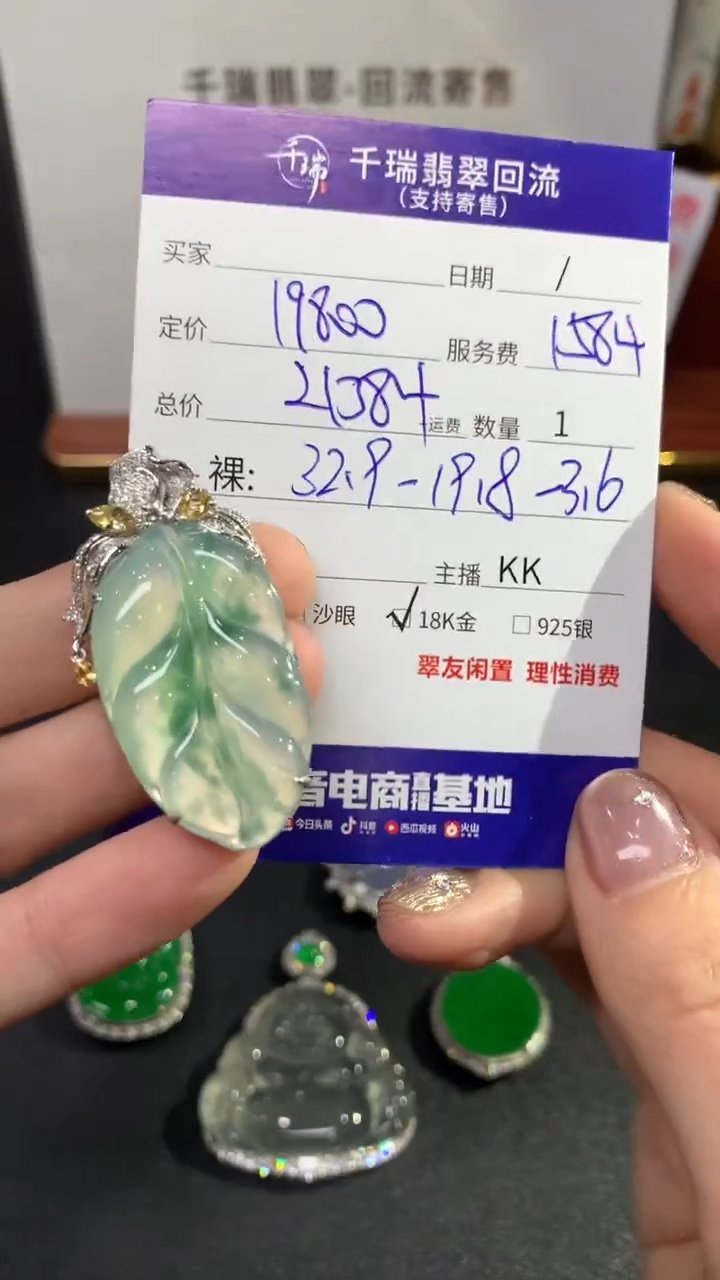 千瑞翡翠-回流寄售
千瑞 千瑞翡翠回流
(支持寄售)
买家 日期 /
定价 19800 服务费 1584
总价 21384 运费 数量 1
裸: 32.9-19.8-3.6
主播 KK
沙眼 ✓ 18K金 □ 925银
翠友闲置 理性消费
音电商直播基地
今日头条 抖音 西瓜视频 火山